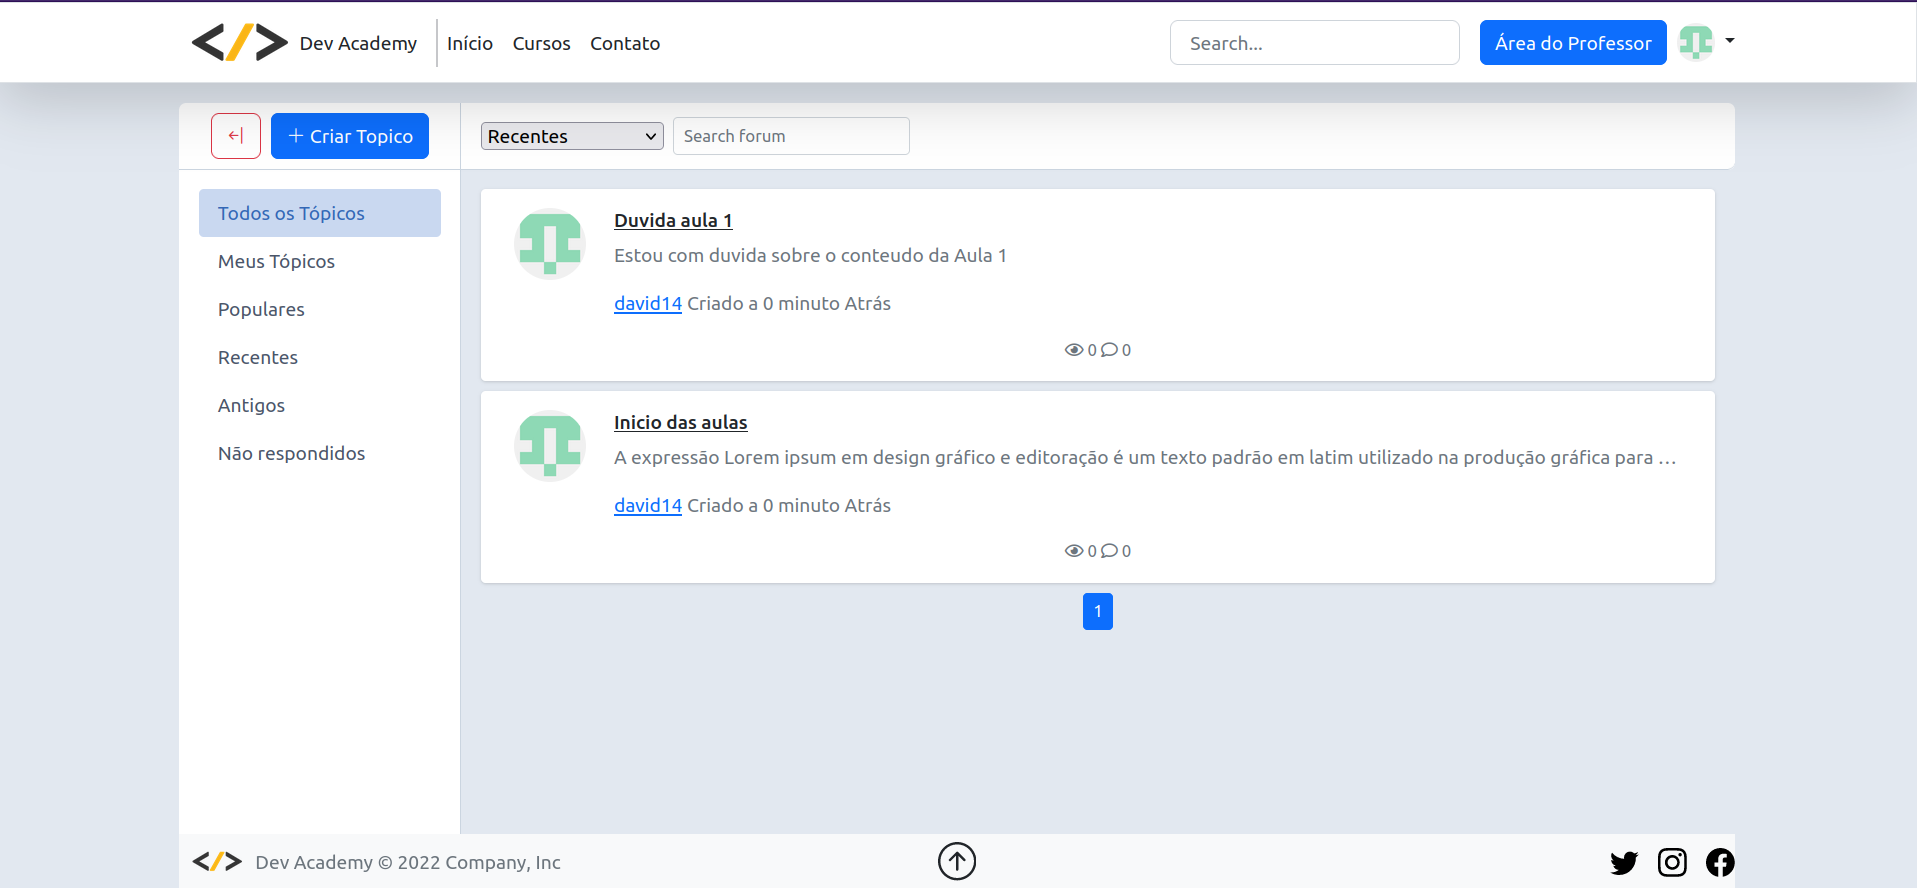 </> Dev Academy Início Cursos Contato Search... Área do Professor
Criar Topico Recentes Search forum
Todos os Tópicos
Meus Tópicos
Populares
Recentes
Antigos
Não respondidos
Duvida aula 1
Estou com duvida sobre o conteudo da Aula 1
david14 Criado a 0 minuto Atrás
0 0
Inicio das aulas
A expressão Lorem ipsum em design gráfico e editoração é um texto padrão em latim utilizado na produção gráfica para ...
david14 Criado a 0 minuto Atrás
0 0
1
</> Dev Academy © 2022 Company, Inc